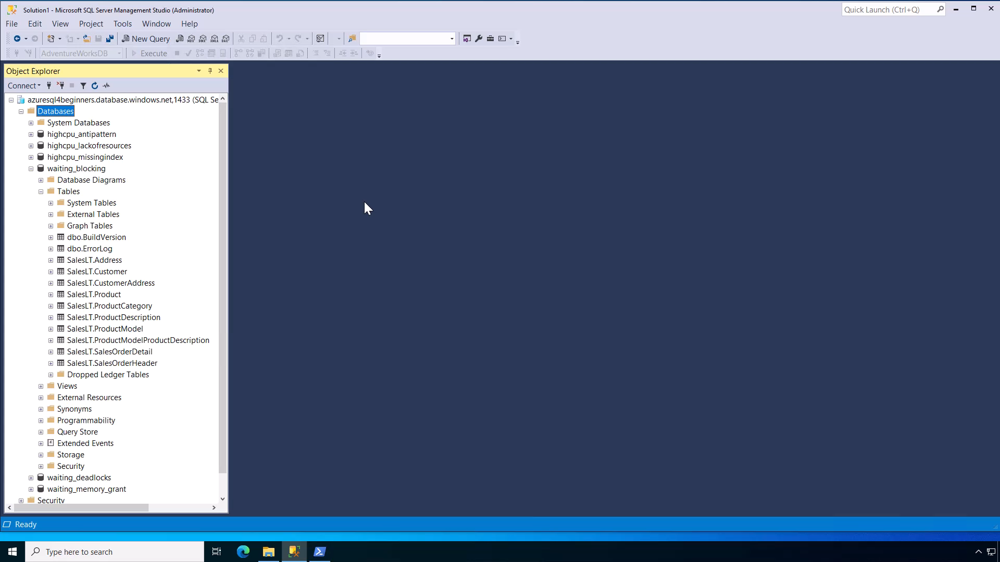 Solution1 - Microsoft SQL Server Management Studio (Administrator)
Quick Launch (Ctrl+Q)
File Edit View Project Tools Window Help
New Query MDX DMX XMLA DAX
AdventureWorksDB Execute
Object Explorer
Connect
azuresql4beginners.database.windows.net,1433 (SQL Se
Databases
System Databases
highcpu_antipattern
highcpu_lackofresources
highcpu_missingindex
waiting_blocking
Database Diagrams
Tables
System Tables
External Tables
Graph Tables
dbo.BuildVersion
dbo.ErrorLog
SalesLT.Address
SalesLT.Customer
SalesLT.CustomerAddress
SalesLT.Product
SalesLT.ProductCategory
SalesLT.ProductDescription
SalesLT.ProductModel
SalesLT.ProductModelProductDescription
SalesLT.SalesOrderDetail
SalesLT.SalesOrderHeader
Dropped Ledger Tables
Views
External Resources
Synonyms
Programmability
Query Store
Extended Events
Storage
Security
waiting_deadlocks
waiting_memory_grant
Security
Ready
Type here to search